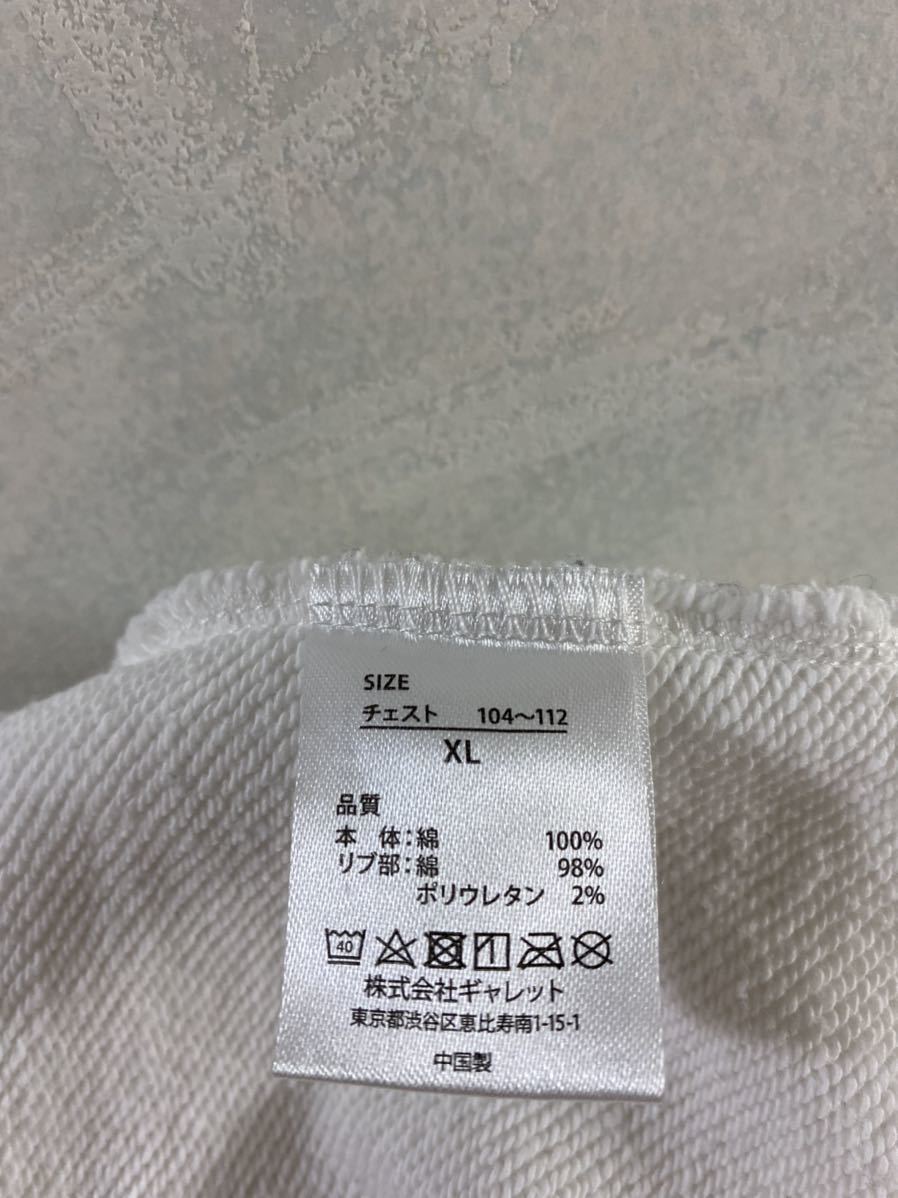 SIZE
チェスト 104〜112
XL
品質
本 体：綿 100%
リブ部：綿 98%
ポリウレタン 2%
40
株式会社ギャレット
東京都渋谷区恵比寿南1-15-1
中国製